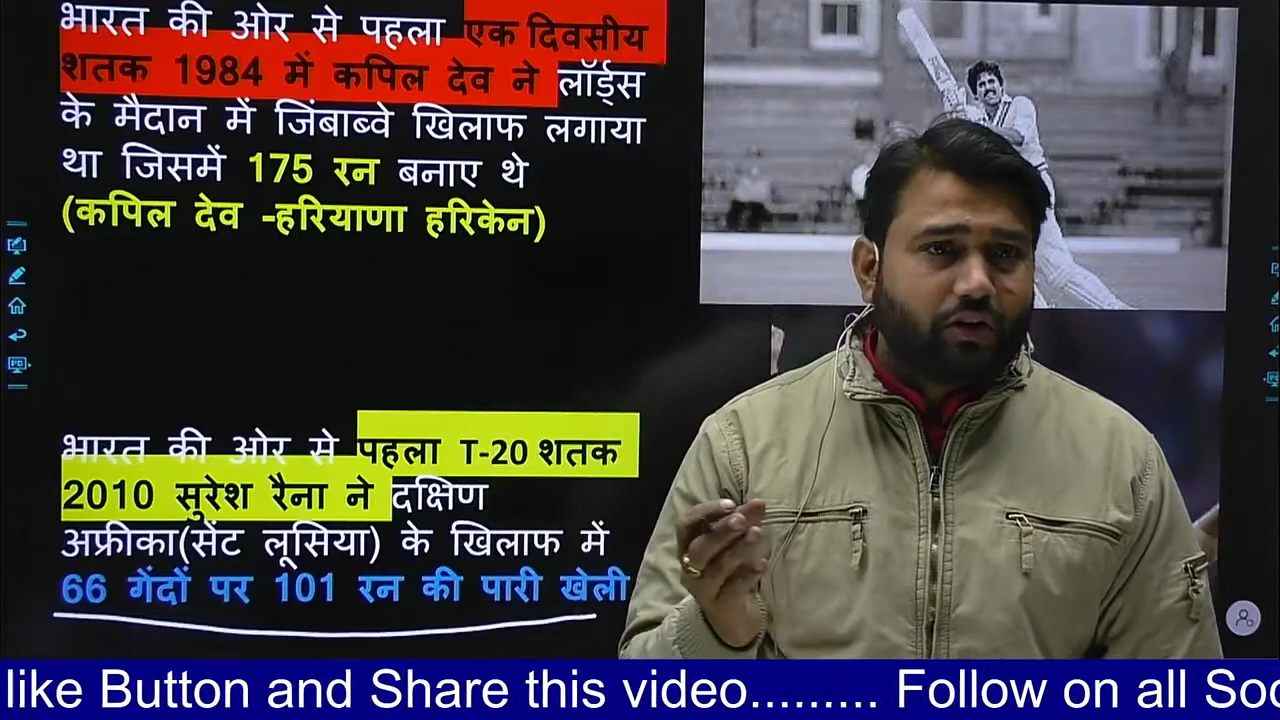 भारत की ओर से पहला एक दिवसीय
शतक 1984 में कपिल देव ने लॉर्ड्स
के मैदान में जिंबाब्वे खिलाफ लगाया
था जिसमें 175 रन बनाए थे
(कपिल देव -हरियाणा हरिकेन)
भारत की ओर से पहला T-20 शतक
2010 सुरेश रैना ने दक्षिण
अफ्रीका(सेंट लूसिया) के खिलाफ में
66 गेंदों पर 101 रन की पारी खेली
like Button and Share this video......... Follow on all Soc